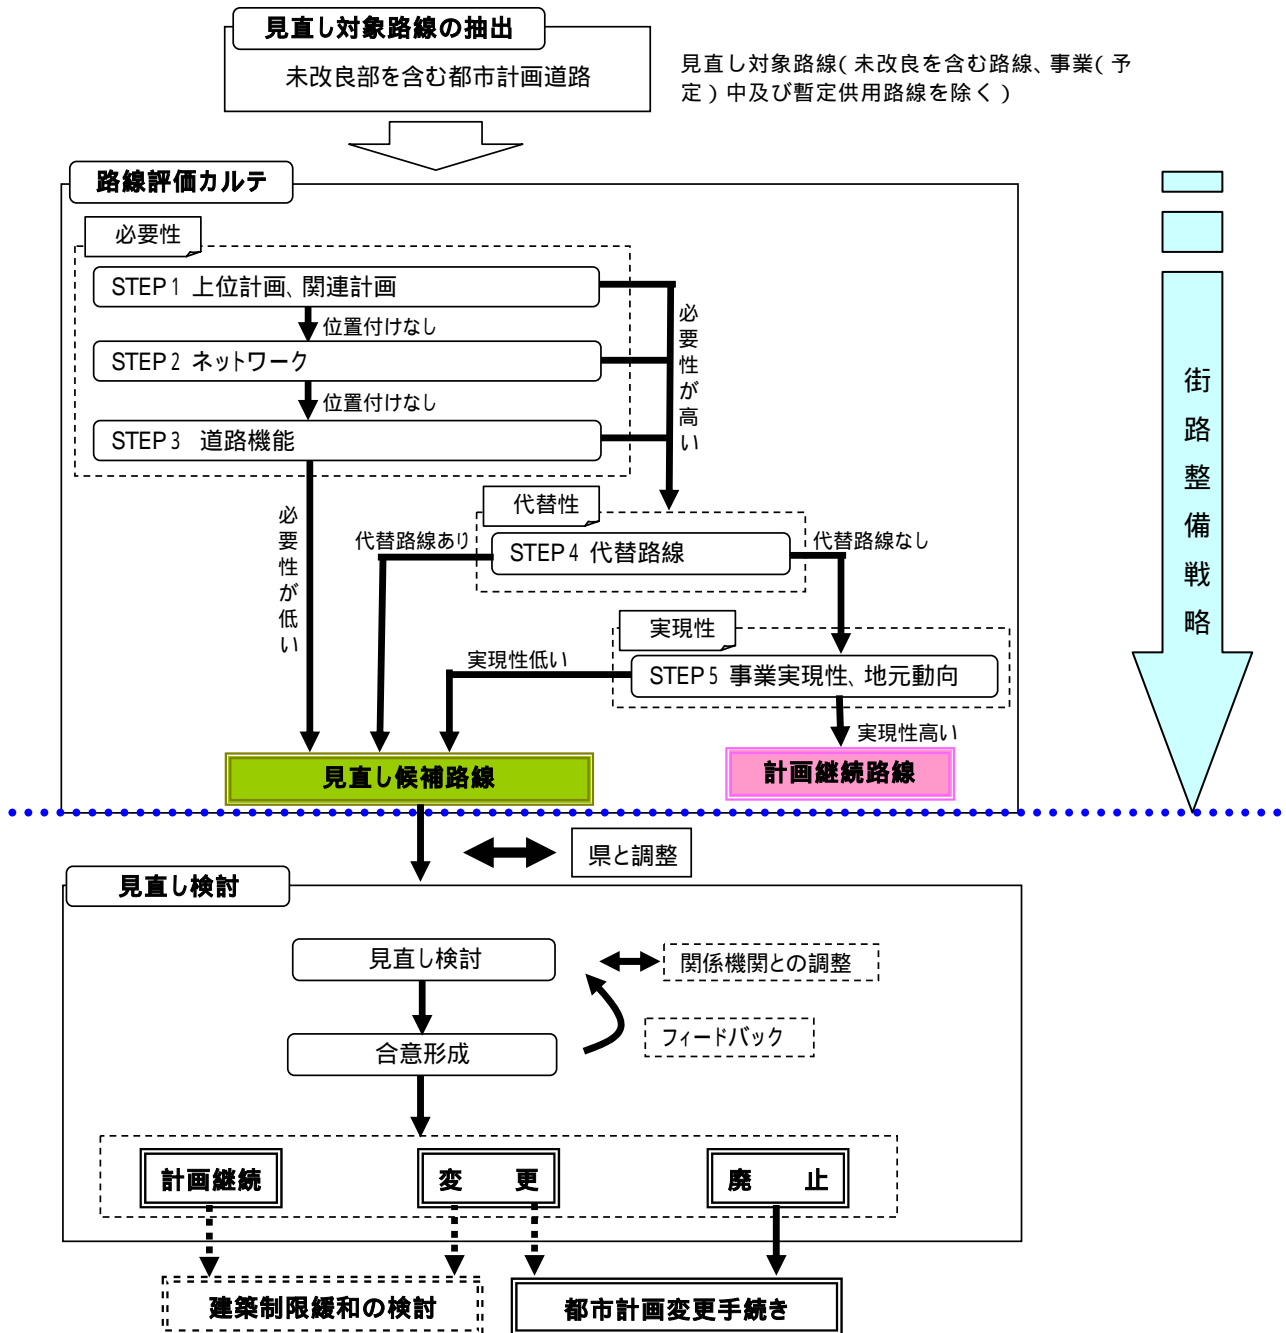 見直し対象路線の抽出
未改良部を含む都市計画道路
見直し対象路線(未改良を含む路線、事業(予
定)中及び暫定供用路線を除く)
路線評価カルテ
必要性
STEP1 上位計画、関連計画
位置付けなし
STEP2 ネットワーク
位置付けなし
STEP3 道路機能
必要性が高い
必要性が低い
代替性
代替路線あり
STEP4 代替路線
代替路線なし
実現性
実現性低い
STEP5 事業実現性、地元動向
実現性高い
見直し候補路線
計画継続路線
街路整備戦略
県と調整
見直し検討
見直し検討
関係機関との調整
フィードバック
合意形成
計画継続
変 更
廃 止
建築制限緩和の検討
都市計画変更手続き